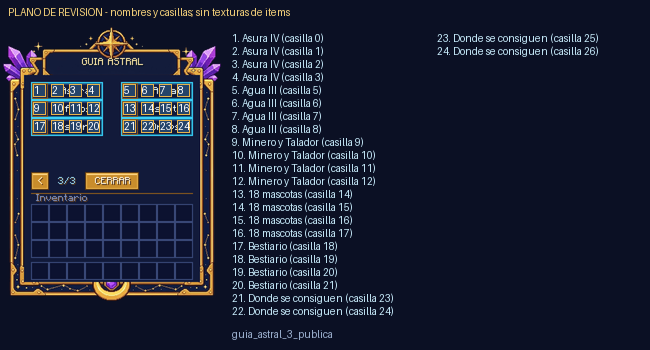 PLANO DE REVISION - nombres y casillas; sin texturas de items
GUIA ASTRAL
1 2 3 4 5 6 7 8
9 10 11 12 13 14 15 16
17 18 19 20 21 22 23 24
< 3/3 CERRAR
Inventario
1. Asura IV (casilla 0)
2. Asura IV (casilla 1)
3. Asura IV (casilla 2)
4. Asura IV (casilla 3)
5. Agua III (casilla 5)
6. Agua III (casilla 6)
7. Agua III (casilla 7)
8. Agua III (casilla 8)
9. Minero y Talador (casilla 9)
10. Minero y Talador (casilla 10)
11. Minero y Talador (casilla 11)
12. Minero y Talador (casilla 12)
13. 18 mascotas (casilla 14)
14. 18 mascotas (casilla 15)
15. 18 mascotas (casilla 16)
16. 18 mascotas (casilla 17)
17. Bestiario (casilla 18)
18. Bestiario (casilla 19)
19. Bestiario (casilla 20)
20. Bestiario (casilla 21)
21. Donde se consiguen (casilla 23)
22. Donde se consiguen (casilla 24)
23. Donde se consiguen (casilla 25)
24. Donde se consiguen (casilla 26)
guia_astral_3_publica